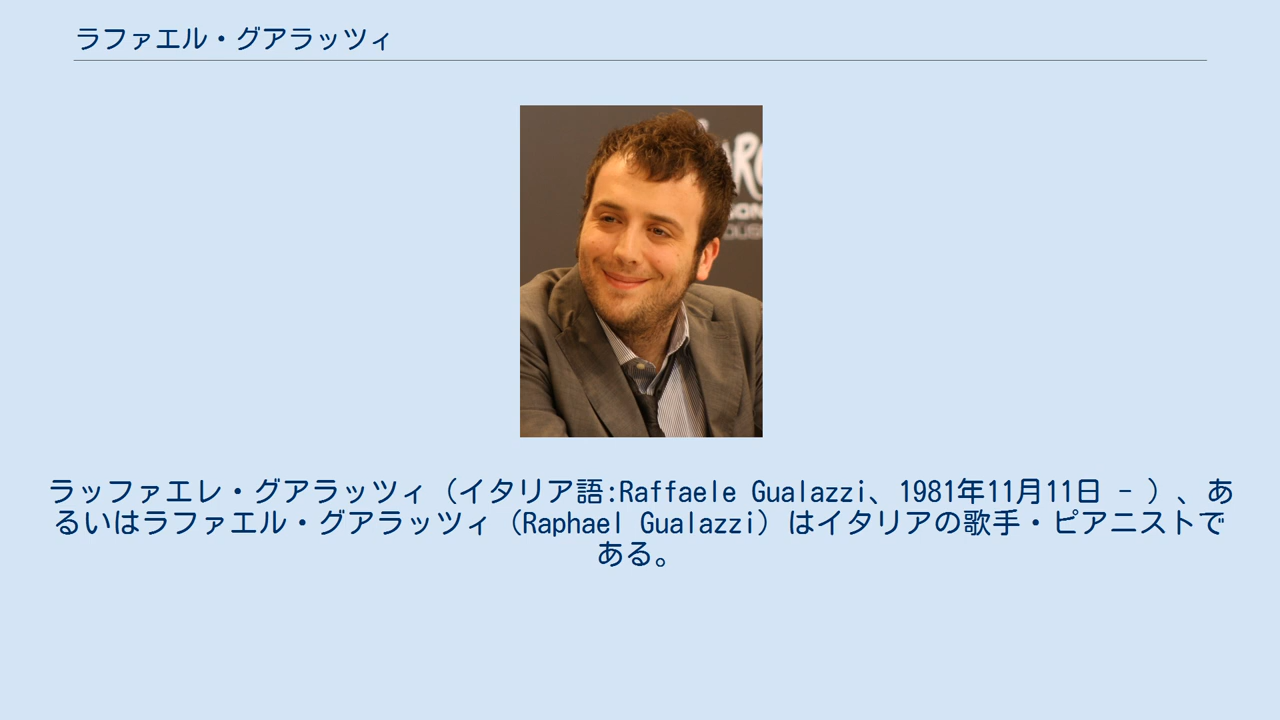 ラファエル・グアラッツィ
ラッファエレ・グアラッツィ（イタリア語:Raffaele Gualazzi、1981年11月11日 - ）、あ
るいはラファエル・グアラッツィ（Raphael Gualazzi）はイタリアの歌手・ピアニストで
ある。